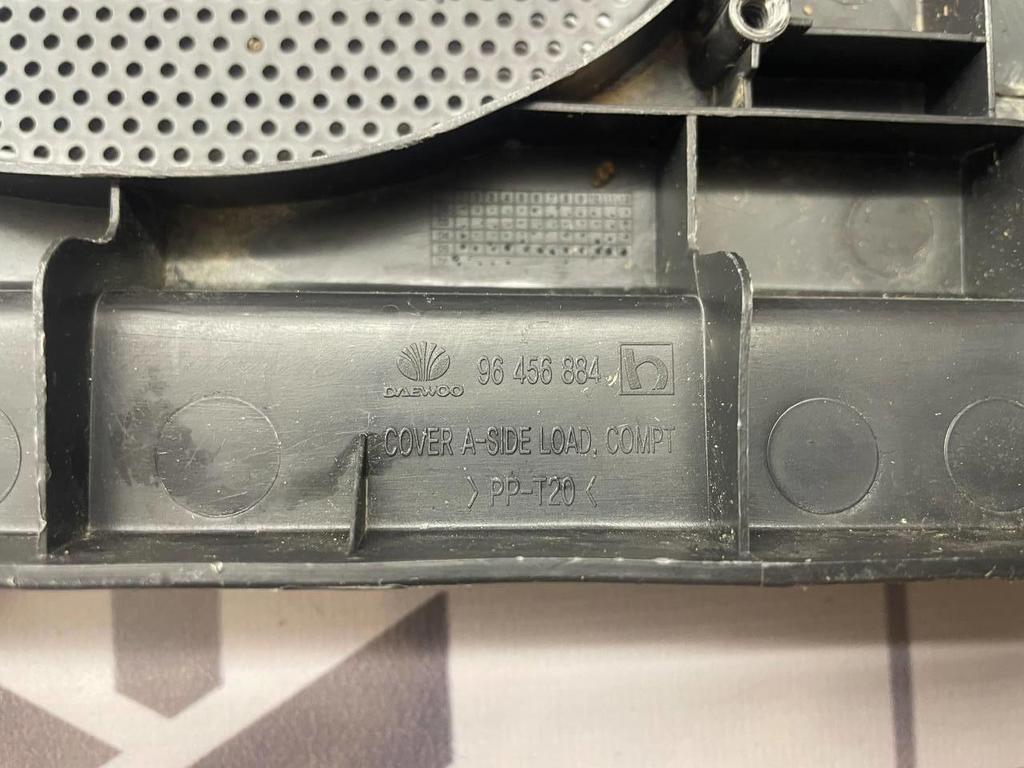 DAEWOO 96 456 884
COVER A-SIDE LOAD, COMPT
>PP-T20<